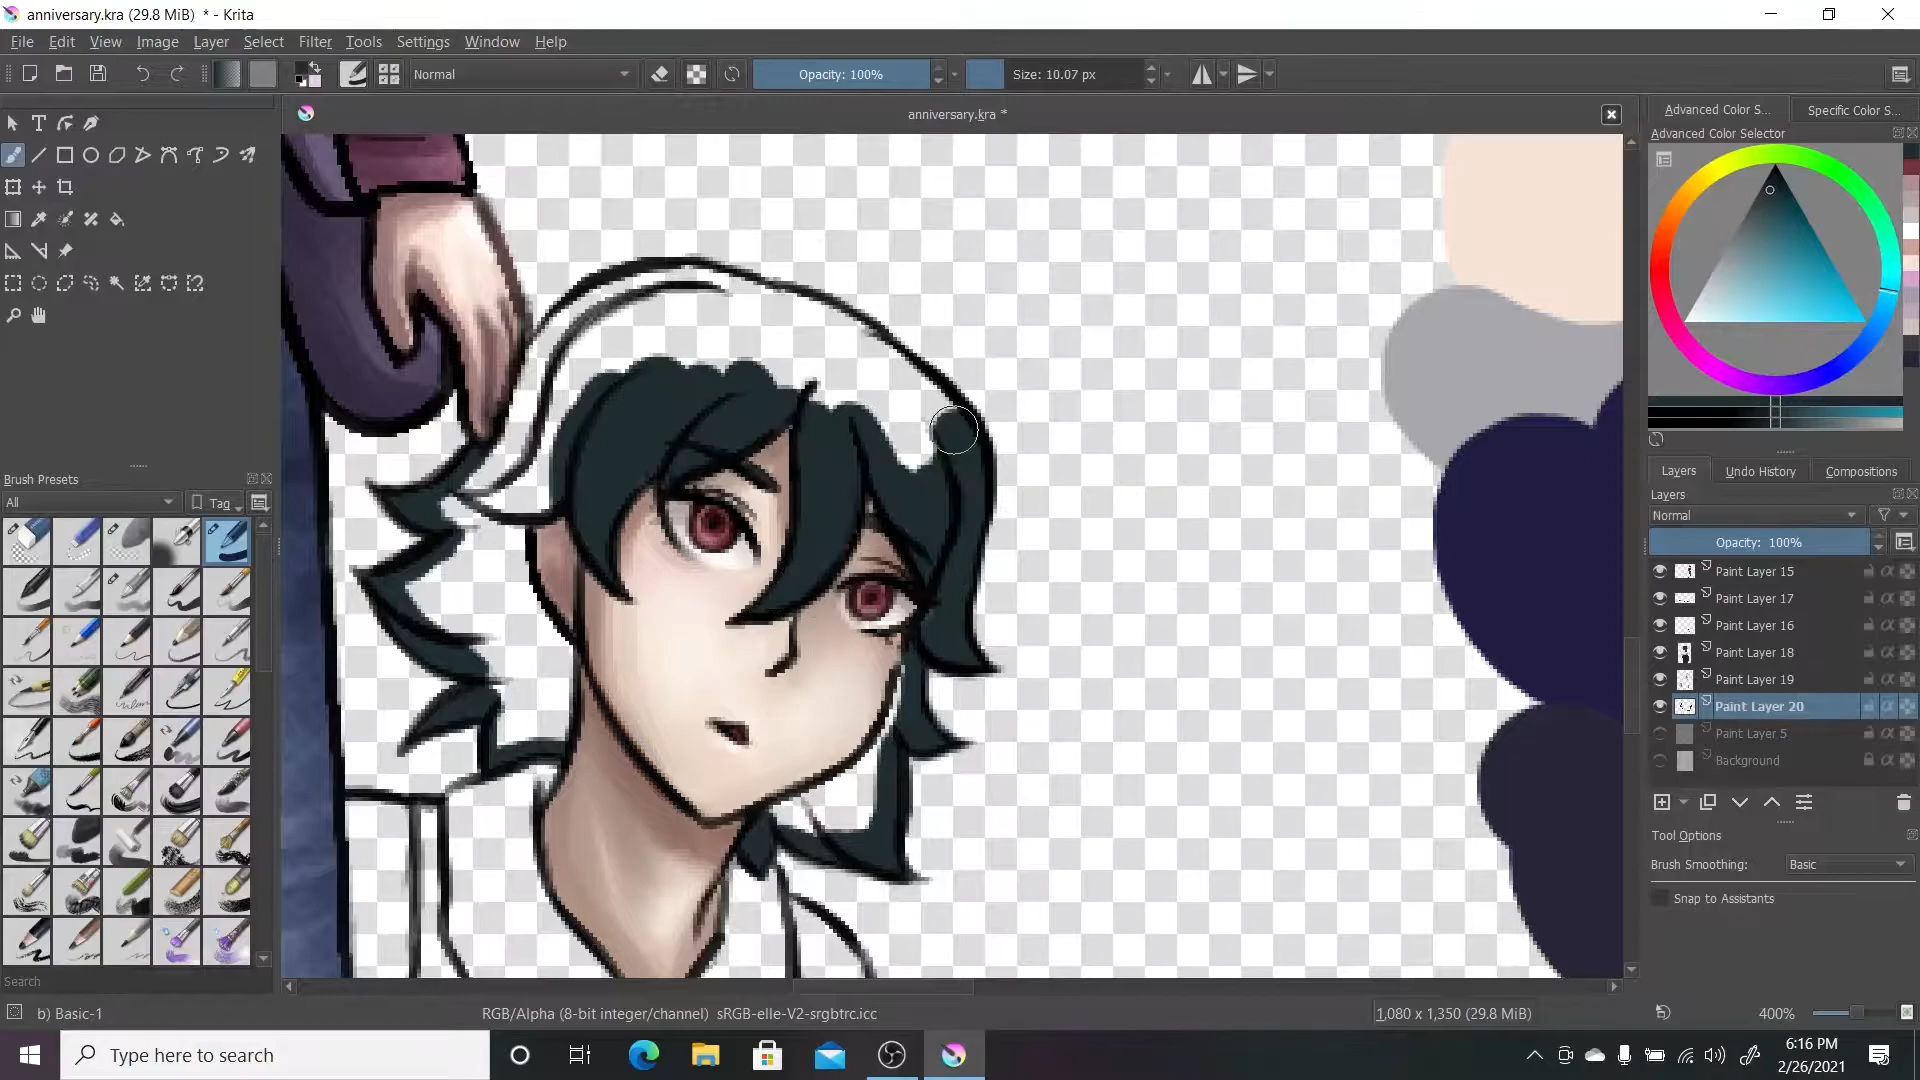 anniversary.kra (29.8 MiB)  * - Krita
File Edit View Image Layer Select Filter Tools Settings Window Help
Normal
Opacity: 100%
Size: 10.07 px
anniversary.kra *
Advanced Color S...
Specific Color S...
Advanced Color Selector
Brush Presets
All
Tag
Layers
Undo History
Compositions
Layers
Normal
Opacity:  100%
Paint Layer 15
Paint Layer 17
Paint Layer 16
Paint Layer 18
Paint Layer 19
Paint Layer 20
Paint Layer 5
Background
Tool Options
Brush Smoothing:
Basic
Snap to Assistants
Search
b) Basic-1
RGB/Alpha (8-bit integer/channel)  sRGB-elle-V2-srgbtrc.icc
1,080 x 1,350 (29.8 MiB)
400%
Type here to search
6:16 PM
2/26/2021